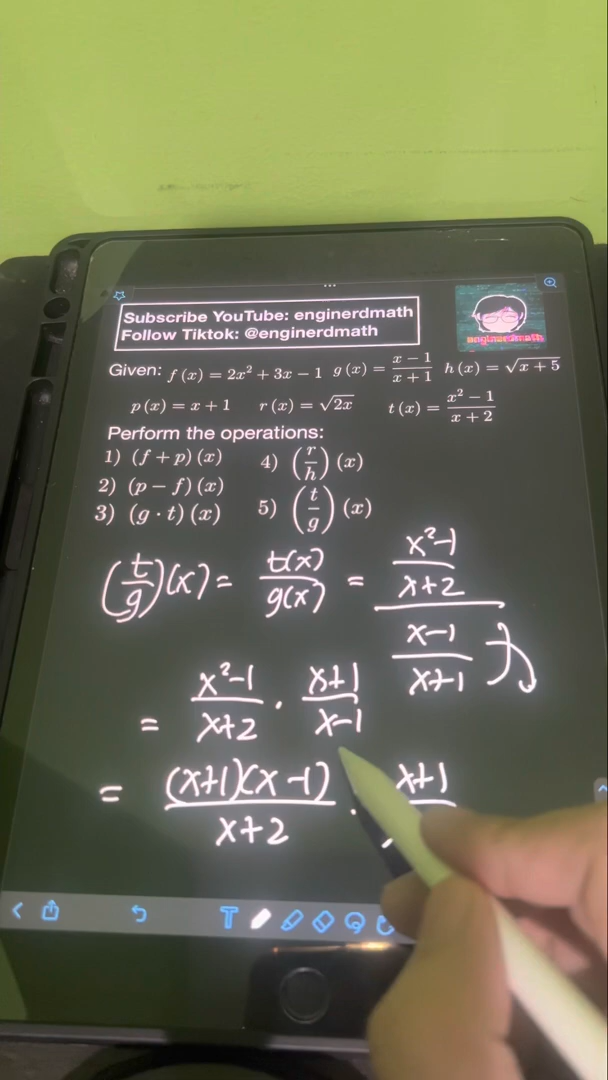 Subscribe YouTube: enginerdmath
Follow Tiktok: @enginerdmath
enginerdmath
Given: f(x) = 2x² + 3x − 1 g(x) = (x − 1)/(x + 1) h(x) = √(x + 5)
p(x) = x + 1 r(x) = √(2x) t(x) = (x² − 1)/(x + 2)
Perform the operations:
1) (f + p)(x) 4) (r/h)(x)
2) (p − f)(x)
3) (g · t)(x) 5) (t/g)(x)
(t/g)(x) = t(x)/g(x) = ((x²−1)/(x+2))/((x−1)/(x+1))
= (x²−1)/(x+2) · (x+1)/(x−1)
= (x+1)(x−1)/(x+2) · x+1
T